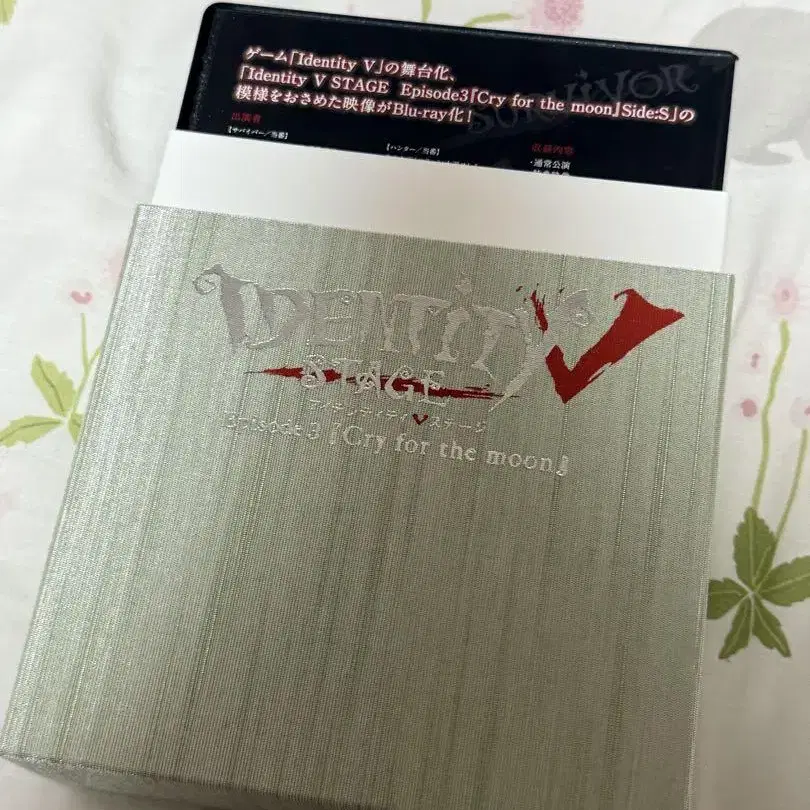 ゲーム「Identity V」の舞台化、
「Identity V STAGE Episode3『Cry for the moon』Side:S」の
模様をおさめた映像がBlu-ray化！
SURVIVOR
出演者
【サバイバー／当番】
【ハンター／当番】
収録内容
・通常公演
IDENTITY V
STAGE
アイデンティティVステージ
Episode3『Cry for the moon』